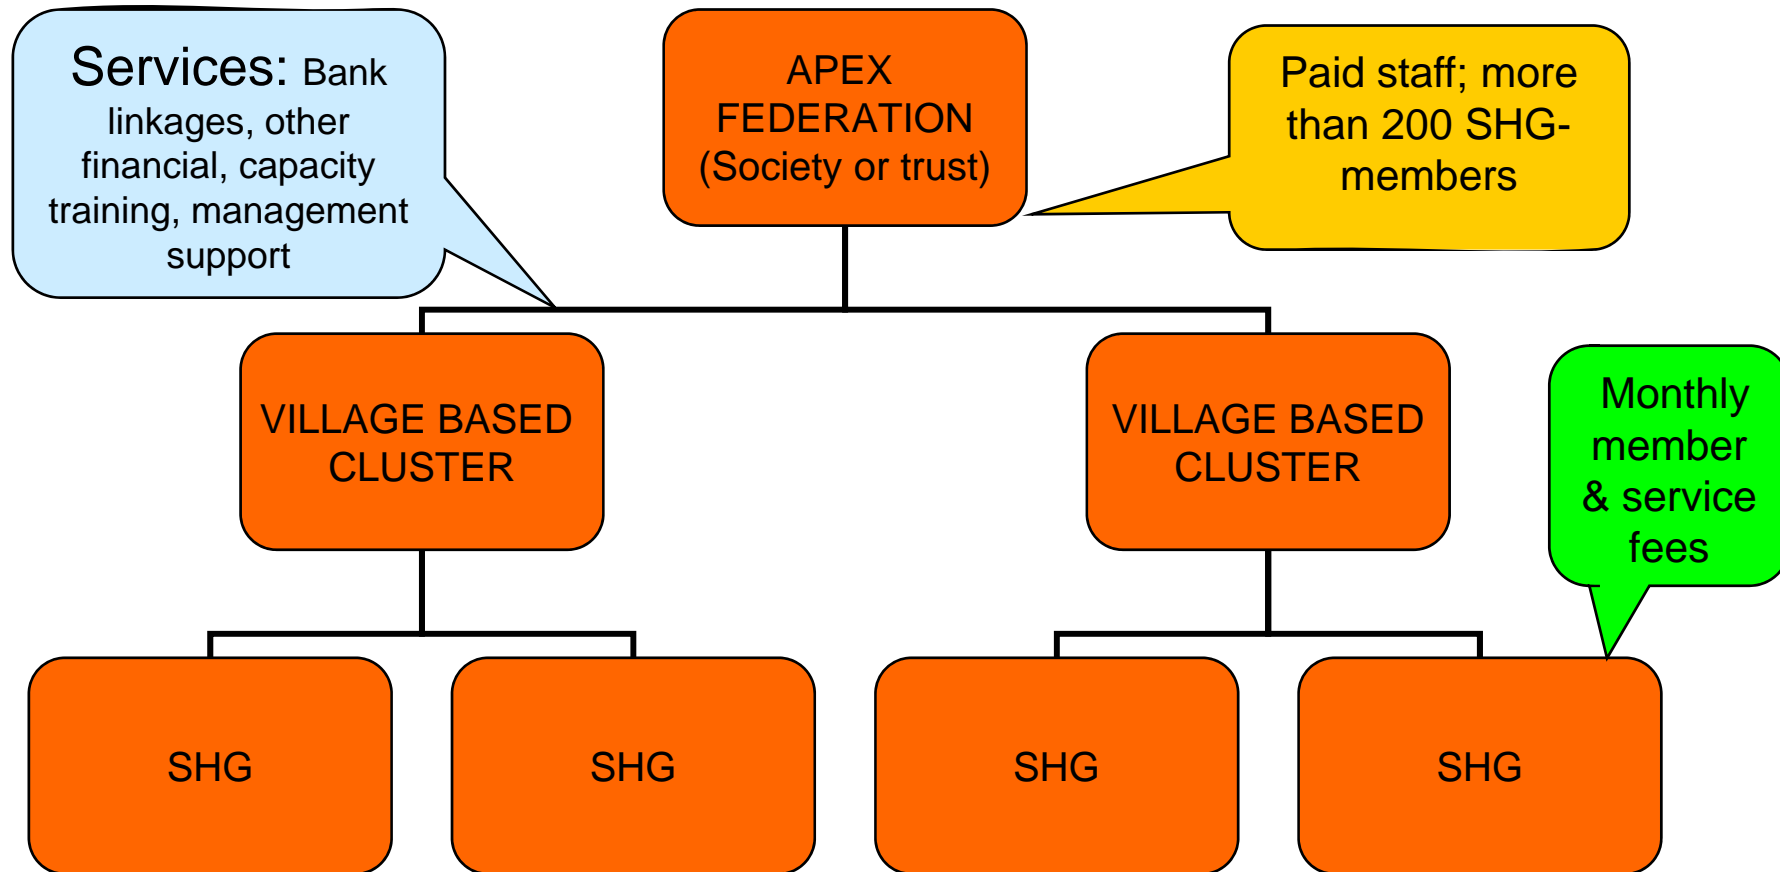 Services: Bank
linkages, other
financial, capacity
training, management
support
APEX
FEDERATION
(Society or trust)
Paid staff; more
than 200 SHG-
members
VILLAGE BASED
CLUSTER
VILLAGE BASED
CLUSTER
Monthly
member
& service
fees
SHG
SHG
SHG
SHG